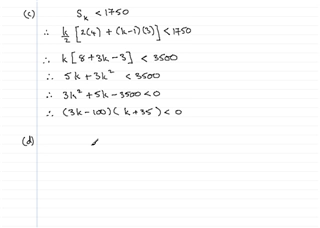 (c) Sₖ < 1750
∴ k/2 [2(4) + (k-1)(3)] < 1750
∴ k[8+3k-3] < 3500
∴ 5k + 3k² < 3500
∴ 3k² + 5k - 3500 < 0
∴ (3k-100)(k+35) < 0
(d)